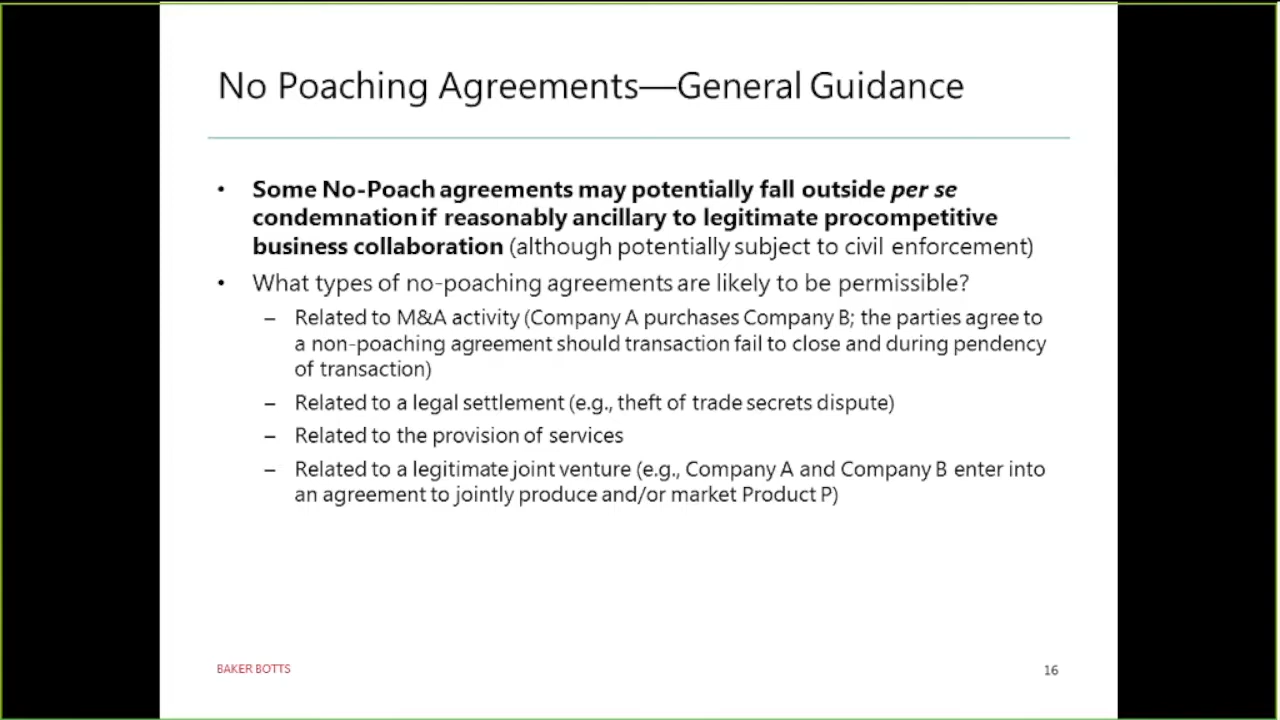 No Poaching Agreements—General Guidance
• Some No-Poach agreements may potentially fall outside per se
condemnation if reasonably ancillary to legitimate procompetitive
business collaboration (although potentially subject to civil enforcement)
• What types of no-poaching agreements are likely to be permissible?
– Related to M&A activity (Company A purchases Company B; the parties agree to
a non-poaching agreement should transaction fail to close and during pendency
of transaction)
– Related to a legal settlement (e.g., theft of trade secrets dispute)
– Related to the provision of services
– Related to a legitimate joint venture (e.g., Company A and Company B enter into
an agreement to jointly produce and/or market Product P)
BAKER BOTTS
16